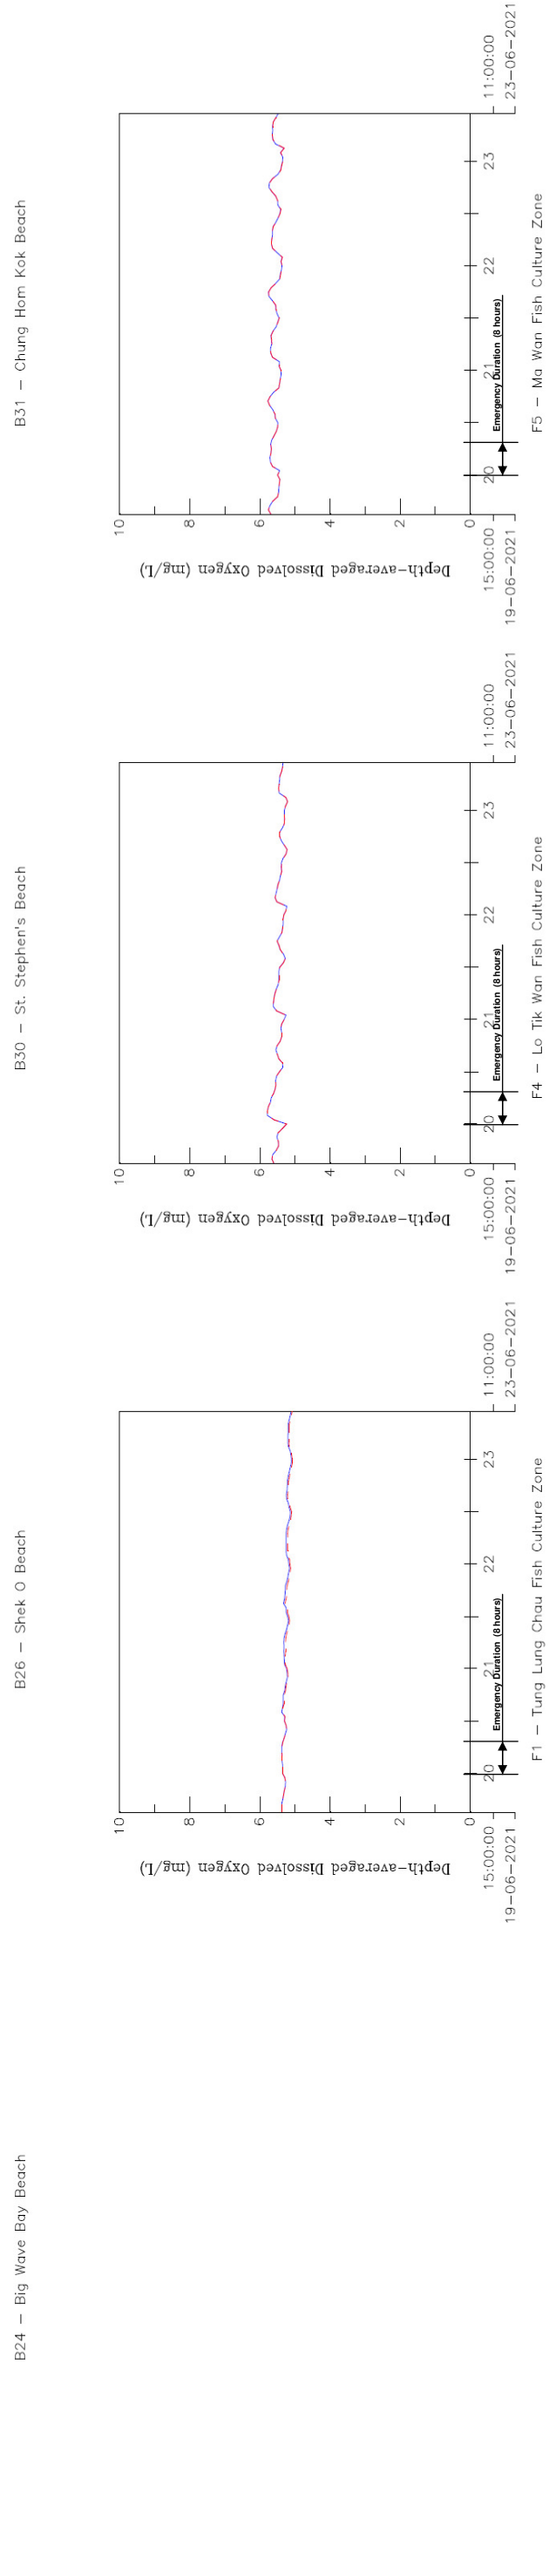 B24 – Big Wave Bay Beach
B26 – Shek O Beach
B30 – St. Stephen's Beach
B31 – Chung Hom Kok Beach
Depth-averaged Dissolved Oxygen (mg/L)
10
8
6
4
2
0
20 21 22 23
15:00:00 11:00:00
19-06-2021 23-06-2021
Emergency Duration (8 hours)
F1 – Tung Lung Chau Fish Culture Zone
Depth-averaged Dissolved Oxygen (mg/L)
10
8
6
4
2
0
20 21 22 23
15:00:00 11:00:00
19-06-2021 23-06-2021
Emergency Duration (8 hours)
F4 – Lo Tik Wan Fish Culture Zone
Depth-averaged Dissolved Oxygen (mg/L)
10
8
6
4
2
0
20 21 22 23
15:00:00 11:00:00
19-06-2021 23-06-2021
Emergency Duration (8 hours)
F5 – Ma Wan Fish Culture Zone